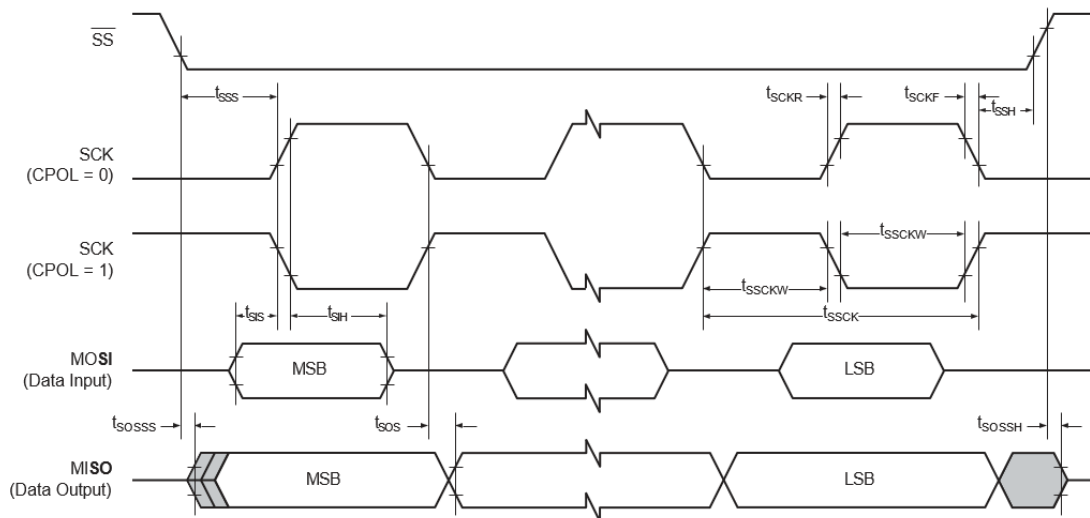 SS
tSSS
tSCKR
tSCKF
tSSH
SCK
(CPOL = 0)
SCK
(CPOL = 1)
tSSCKW
tSSCKW
tSSCK
tSIS
tSIH
MOSI
(Data Input)
MSB
LSB
tSOSSS
tSOS
tSOSSH
MISO
(Data Output)
MSB
LSB